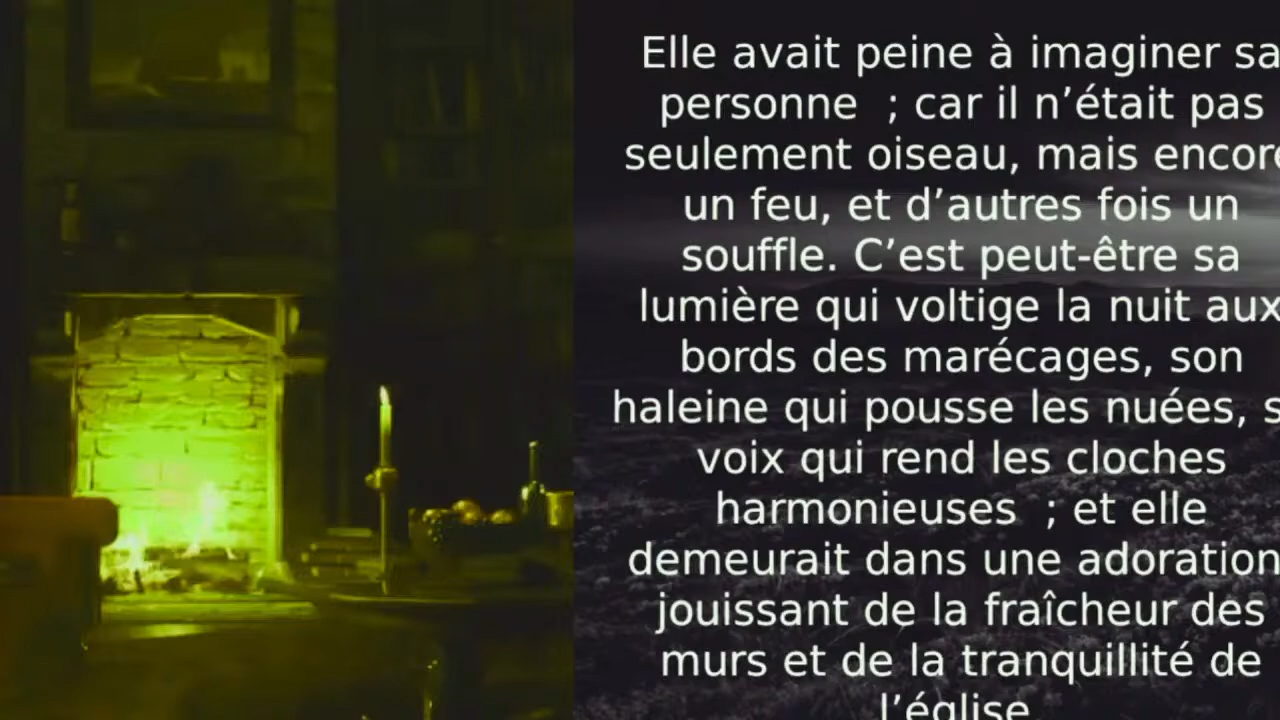 Elle avait peine à imaginer sa
personne  ; car il n’était pas
seulement oiseau, mais encore
un feu, et d’autres fois un
souffle. C’est peut-être sa
lumière qui voltige la nuit aux
bords des marécages, son
haleine qui pousse les nuées, s
voix qui rend les cloches
harmonieuses  ; et elle
demeurait dans une adoration
jouissant de la fraîcheur des
murs et de la tranquillité de
l’église